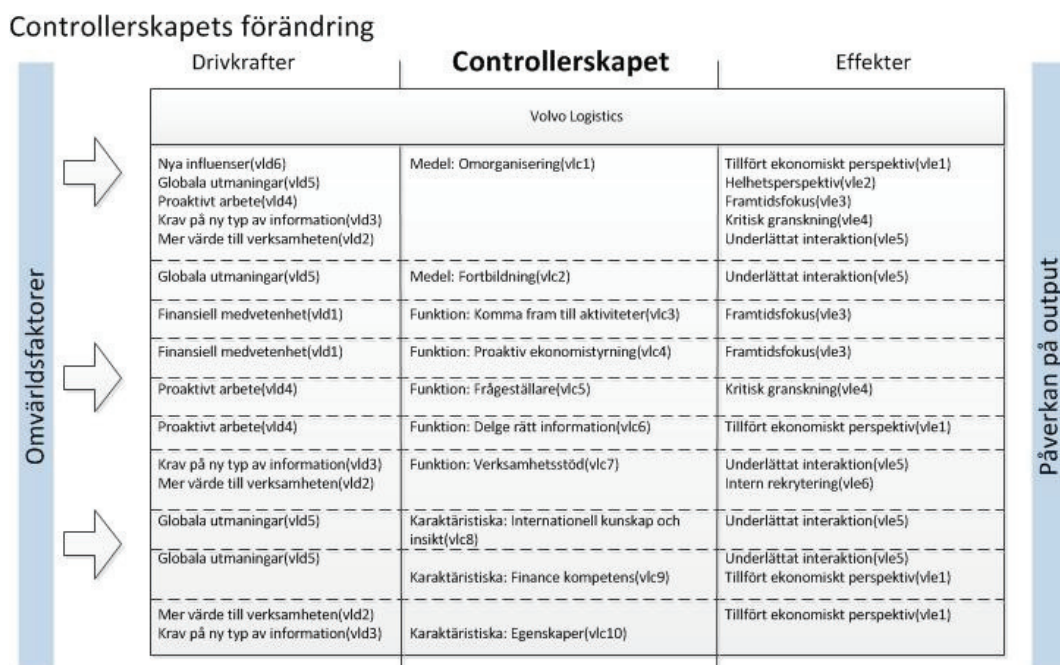 Controllerskapets förändring
Drivkrafter
Controllerskapet
Effekter
Omvärldsfaktorer
Volvo Logistics
Nya influenser(vld6)
Globala utmaningar(vld5)
Proaktivt arbete(vld4)
Krav på ny typ av information(vld3)
Mer värde till verksamheten(vld2)
Medel: Omorganisering(vlc1)
Tillfört ekonomiskt perspektiv(vle1)
Helhetsperspektiv(vle2)
Framtidsfokus(vle3)
Kritisk granskning(vle4)
Underlättat interaktion(vle5)
Globala utmaningar(vld5)
Medel: Fortbildning(vlc2)
Underlättat interaktion(vle5)
Finansiell medvetenhet(vld1)
Funktion: Komma fram till aktiviteter(vlc3)
Framtidsfokus(vle3)
Finansiell medvetenhet(vld1)
Funktion: Proaktiv ekonomistyrning(vlc4)
Framtidsfokus(vle3)
Proaktivt arbete(vld4)
Funktion: Frågeställare(vlc5)
Kritisk granskning(vle4)
Proaktivt arbete(vld4)
Funktion: Delge rätt information(vlc6)
Tillfört ekonomiskt perspektiv(vle1)
Krav på ny typ av information(vld3)
Mer värde till verksamheten(vld2)
Funktion: Verksamhetsstöd(vlc7)
Underlättat interaktion(vle5)
Intern rekrytering(vle6)
Globala utmaningar(vld5)
Karaktäristiska: Internationell kunskap och
insikt(vlc8)
Underlättat interaktion(vle5)
Globala utmaningar(vld5)
Karaktäristiska: Finance kompetens(vlc9)
Underlättat interaktion(vle5)
Tillfört ekonomiskt perspektiv(vle1)
Mer värde till verksamheten(vld2)
Krav på ny typ av information(vld3)
Karaktäristiska: Egenskaper(vlc10)
Tillfört ekonomiskt perspektiv(vle1)
Påverkan på output